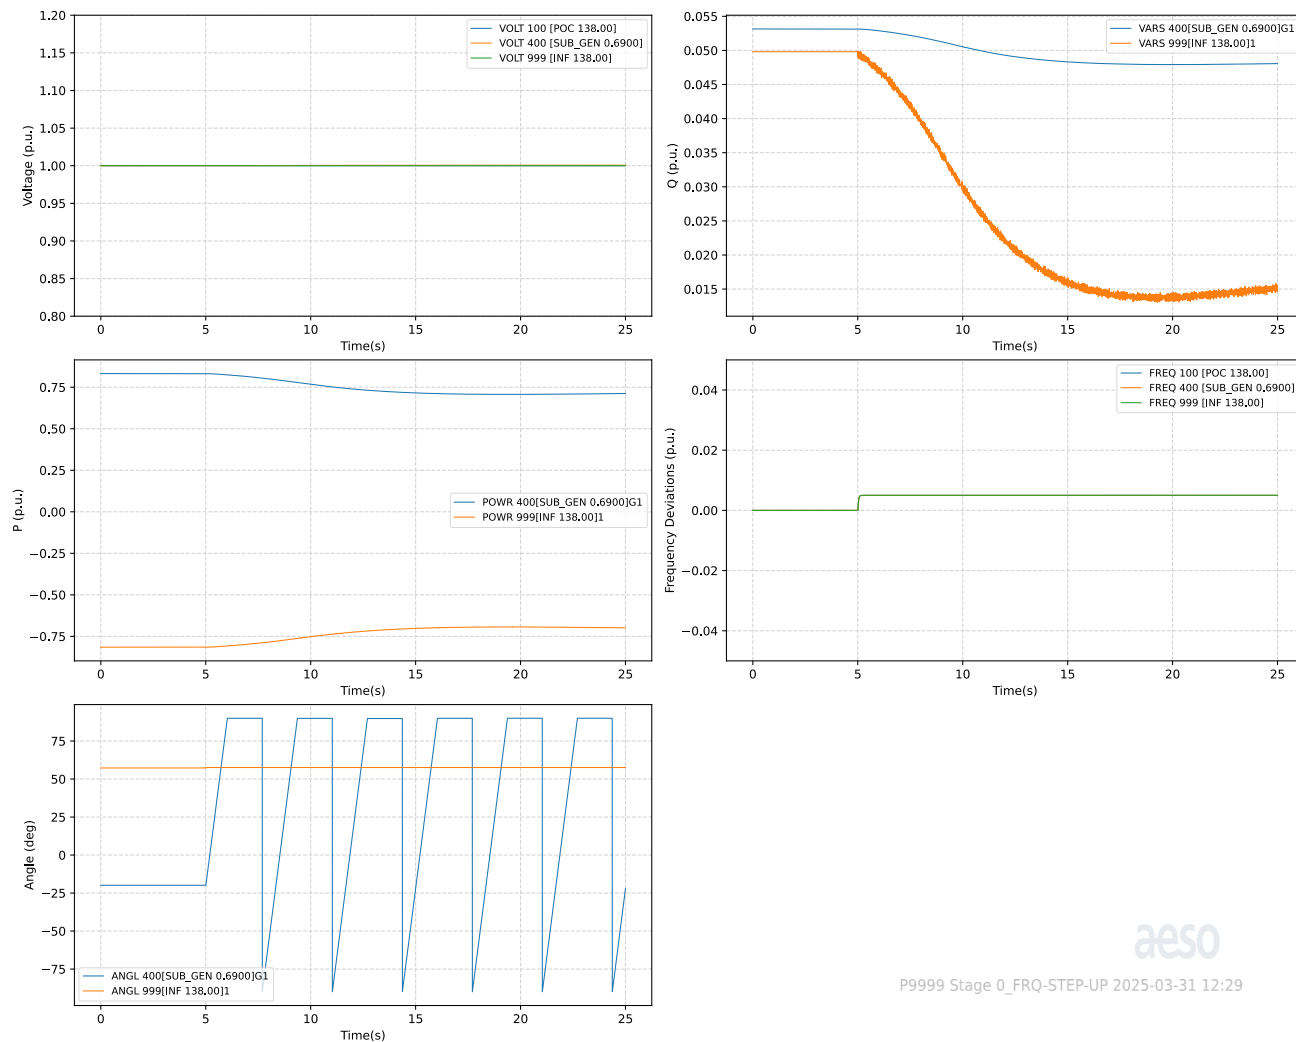 1.20
1.15
1.10
1.05
1.00
0.95
0.90
0.85
0.80
Voltage (p.u.)
VOLT 100 [POC 138.00]
VOLT 400 [SUB_GEN 0.6900]
VOLT 999 [INF 138.00]
0 5 10 15 20 25
Time(s)
0.055
0.050
0.045
0.040
0.035
0.030
0.025
0.020
0.015
Q (p.u.)
VARS 400[SUB_GEN 0.6900]G1
VARS 999[INF 138.00]1
0 5 10 15 20 25
Time(s)
0.75
0.50
0.25
0.00
−0.25
−0.50
−0.75
P (p.u.)
POWR 400[SUB_GEN 0.6900]G1
POWR 999[INF 138.00]1
0 5 10 15 20 25
Time(s)
0.04
0.02
0.00
−0.02
−0.04
Frequency Deviations (p.u.)
FREQ 100 [POC 138.00]
FREQ 400 [SUB_GEN 0.6900]
FREQ 999 [INF 138.00]
0 5 10 15 20 25
Time(s)
75
50
25
0
−25
−50
−75
Angle (deg)
ANGL 400[SUB_GEN 0.6900]G1
ANGL 999[INF 138.00]1
0 5 10 15 20 25
Time(s)
aeso
P9999 Stage 0_FRQ-STEP-UP 2025-03-31 12:29